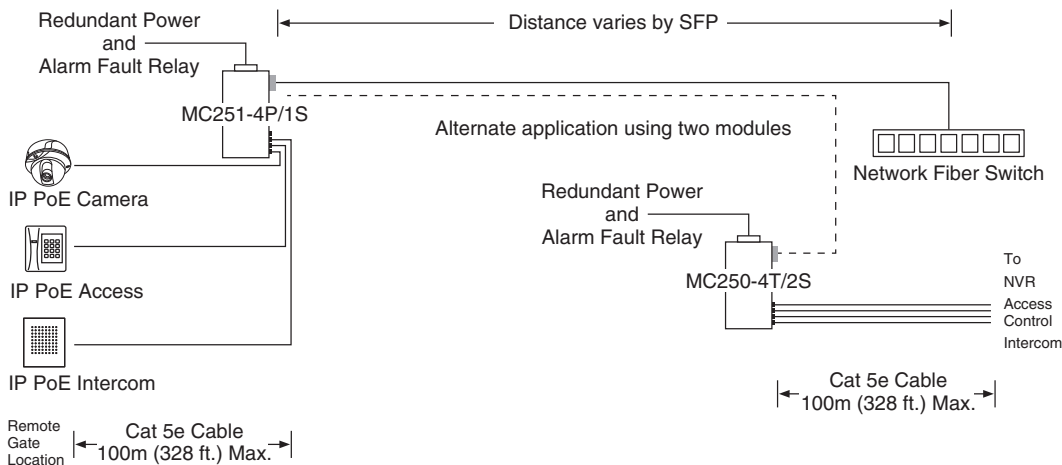 Redundant Power
and
Alarm Fault Relay
Distance varies by SFP
MC251-4P/1S
Alternate application using two modules
Network Fiber Switch
IP PoE Camera
Redundant Power
and
Alarm Fault Relay
IP PoE Access
MC250-4T/2S
To
NVR
Access
Control
Intercom
IP PoE Intercom
Cat 5e Cable
100m (328 ft.) Max.
Remote
Gate
Location
Cat 5e Cable
100m (328 ft.) Max.